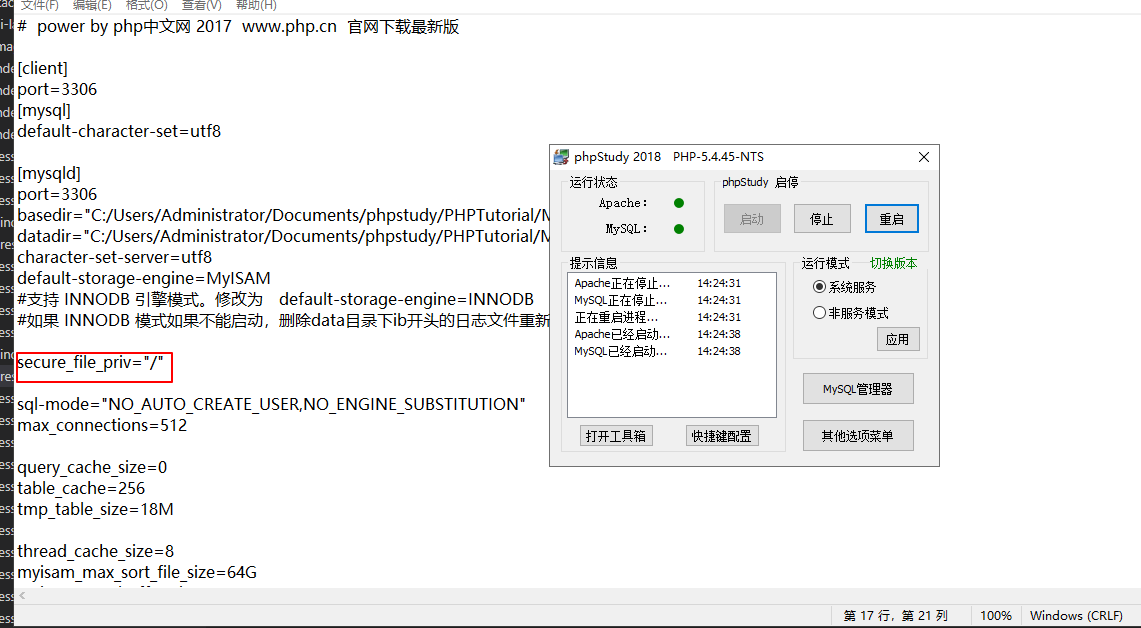 文件(F) 编辑(E) 格式(O) 查看(V) 帮助(H)
# power by php中文网 2017 www.php.cn 官网下载最新版
[client]
port=3306
[mysql]
default-character-set=utf8
[mysqld]
port=3306
basedir="C:/Users/Administrator/Documents/phpstudy/PHPTutorial/M
datadir="C:/Users/Administrator/Documents/phpstudy/PHPTutorial/M
character-set-server=utf8
default-storage-engine=MyISAM
#支持 INNODB 引擎模式。修改为 default-storage-engine=INNODB
#如果 INNODB 模式如果不能启动，删除data目录下ib开头的日志文件重新
secure_file_priv="/"
sql-mode="NO_AUTO_CREATE_USER,NO_ENGINE_SUBSTITUTION"
max_connections=512
query_cache_size=0
table_cache=256
tmp_table_size=18M
thread_cache_size=8
myisam_max_sort_file_size=64G
phpStudy 2018 PHP-5.4.45-NTS
运行状态
Apache:
MySQL:
phpStudy 启停
启动 停止 重启
提示信息
Apache正在停止... 14:24:31
MySQL正在停止... 14:24:31
正在重启进程... 14:24:31
Apache已经启动... 14:24:38
MySQL已经启动... 14:24:38
打开工具箱 快捷键配置
运行模式 切换版本
系统服务
非服务模式
应用
MySQL管理器
其他选项菜单
第 17 行，第 21 列 100% Windows (CRLF)